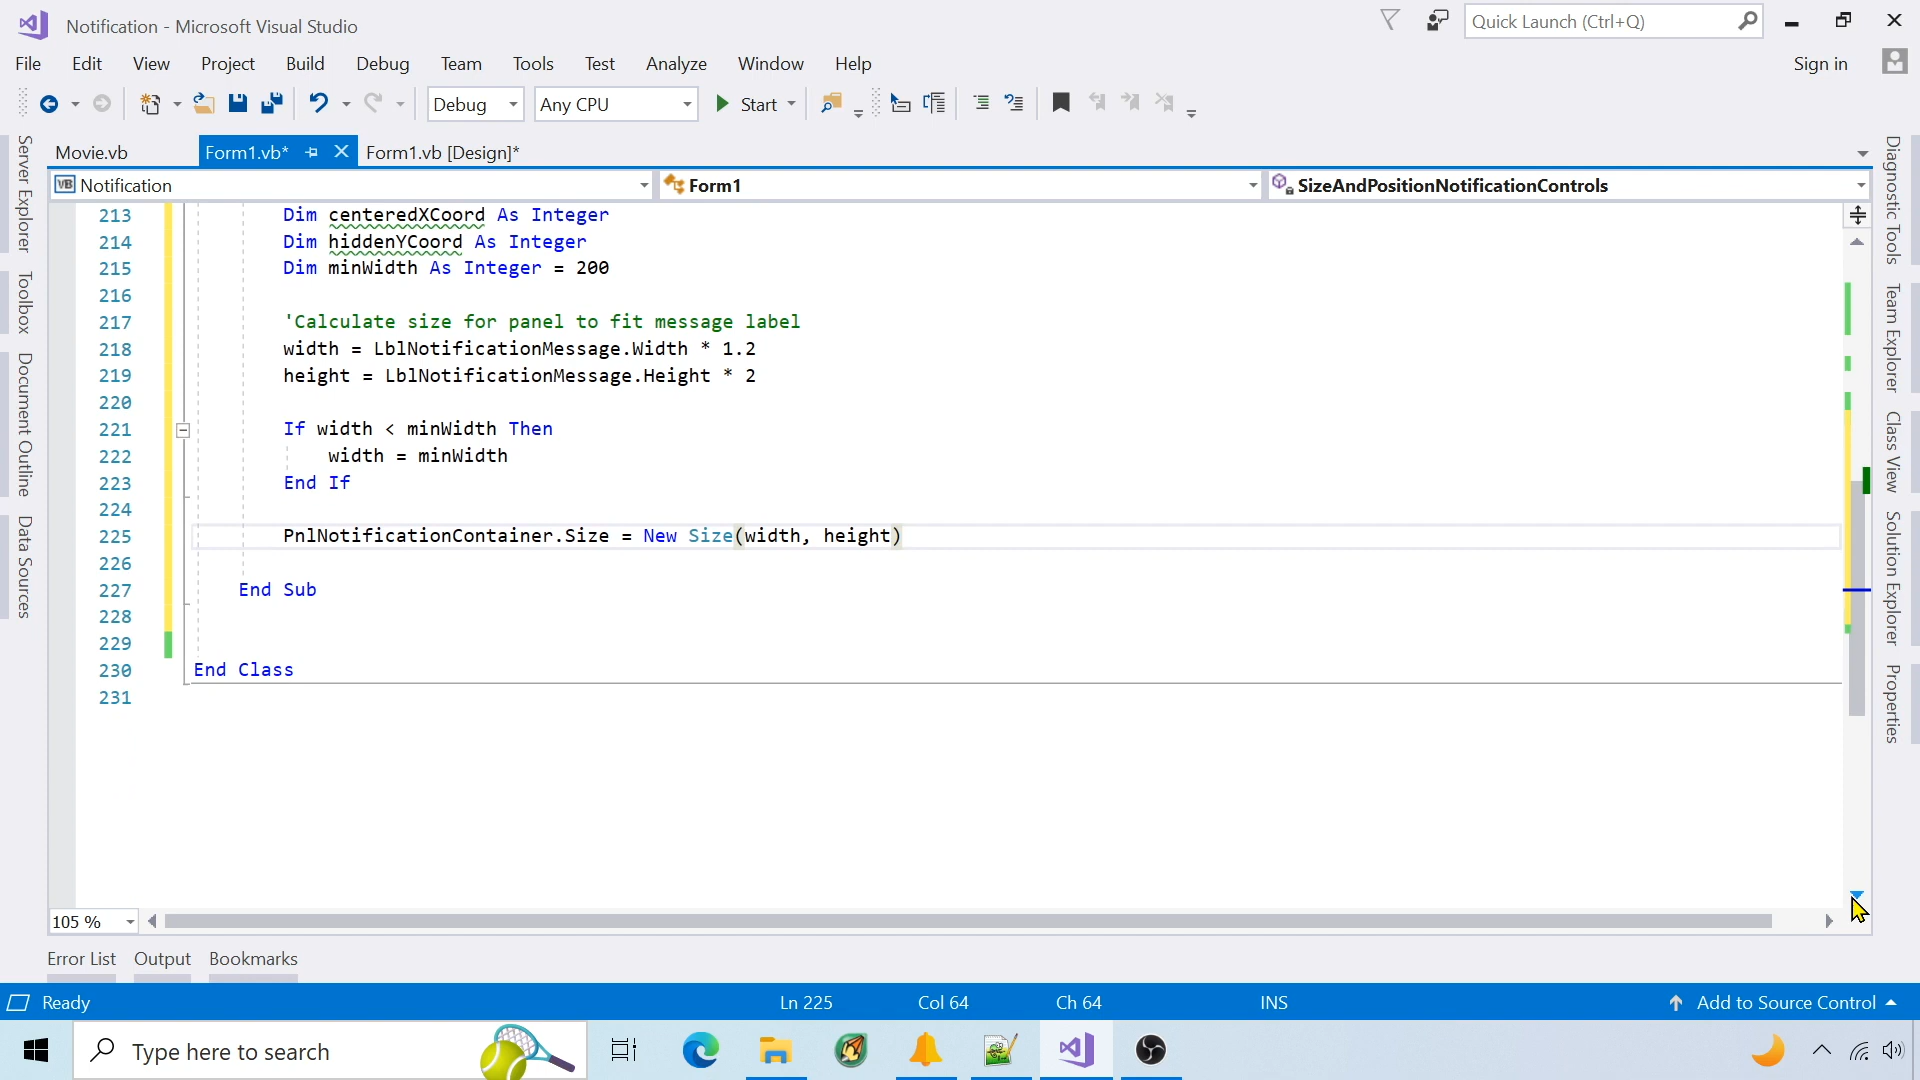 Notification - Microsoft Visual Studio
Quick Launch (Ctrl+Q)
File Edit View Project Build Debug Team Tools Test Analyze Window Help
Sign in
Debug Any CPU Start
Movie.vb Form1.vb* Form1.vb [Design]*
VB Notification Form1 SizeAndPositionNotificationControls
213 Dim centeredXCoord As Integer
214 Dim hiddenYCoord As Integer
215 Dim minWidth As Integer = 200
216
217 'Calculate size for panel to fit message label
218 width = LblNotificationMessage.Width * 1.2
219 height = LblNotificationMessage.Height * 2
220
221 If width < minWidth Then
222 width = minWidth
223 End If
224
225 PnlNotificationContainer.Size = New Size(width, height)
226
227 End Sub
228
229
230 End Class
231
Server Explorer
Toolbox
Document Outline
Data Sources
Diagnostic Tools
Team Explorer
Class View
Solution Explorer
Properties
105 %
Error List Output Bookmarks
Ready Ln 225 Col 64 Ch 64 INS Add to Source Control
Type here to search